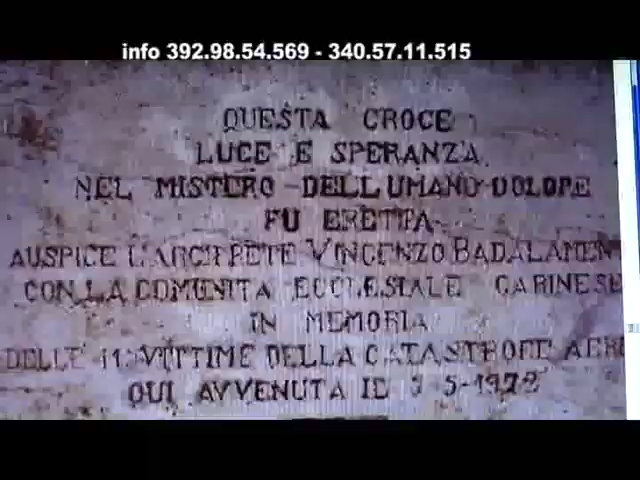 info 392.98.54.569 - 340.57.11.515
QUESTA CROCE
LUCE E SPERANZA
NEL MISTERO DELL UMANO DOLORE
FU ERETTA
AUSPICE L'ARCIPRETE VINCENZO BADALAMEN
CON LA COMUNITA ECCLESIALE CARINESE
IN MEMORIA
DELLE VITTIME DELLA CATASTROFE AER
QUI AVVENUTA IL 5-1972